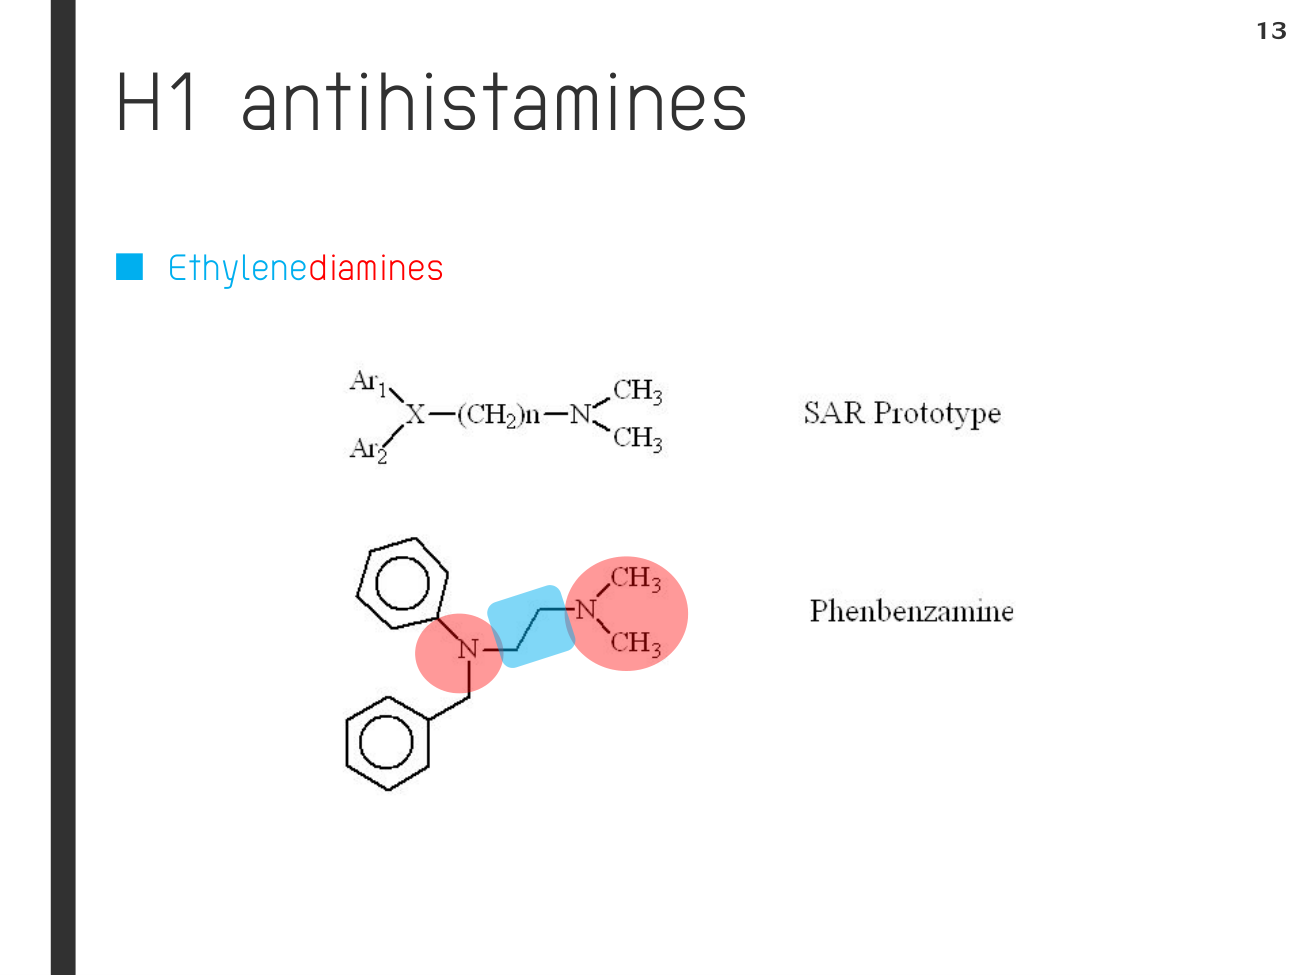 13
H1 antihistamines
Ethylenediamines
Ar1
CH3
X—(CH2)n—N
SAR Prototype
Ar2
CH3
CH3
N
Phenbenzamine
N
CH3